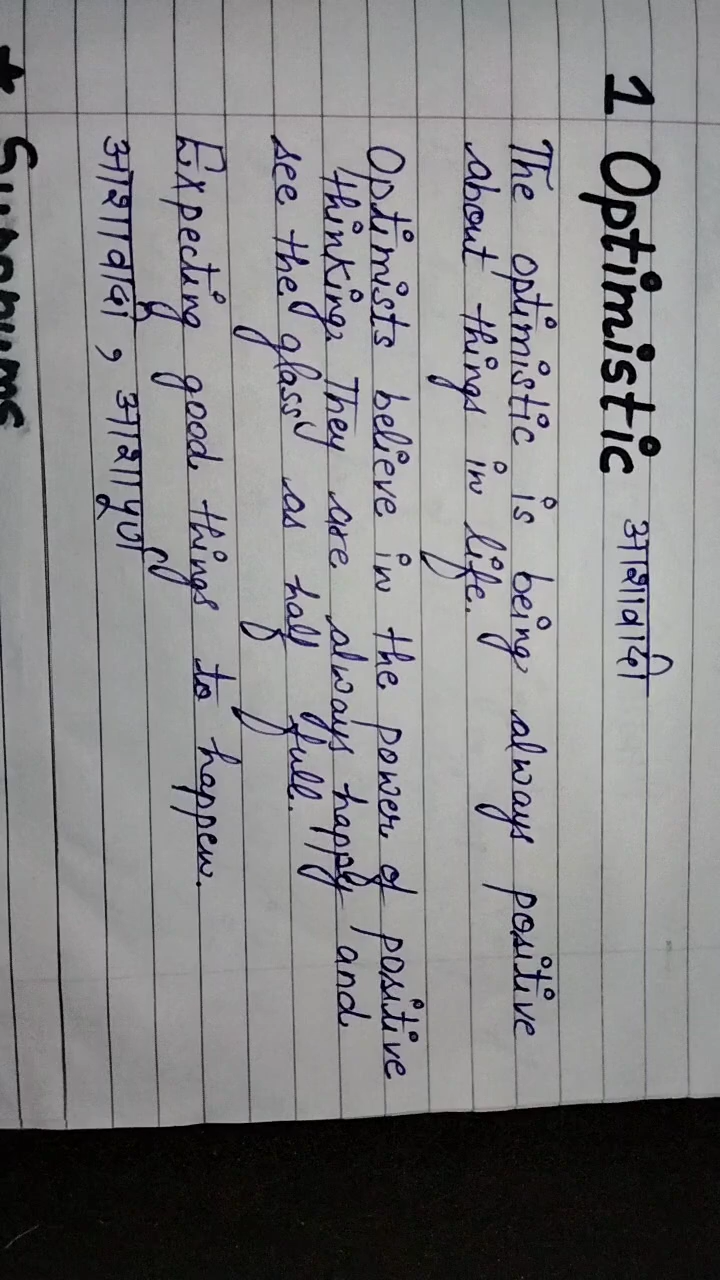 1 Optimistic आशावादी
The optimistic is being always positive
about things in life.
Optimists believe in the power of positive
thinking. They are always happy and
see the glass as half full.
Expecting good things to happen.
आशावादी, आशापूर्ण
* Synonyms